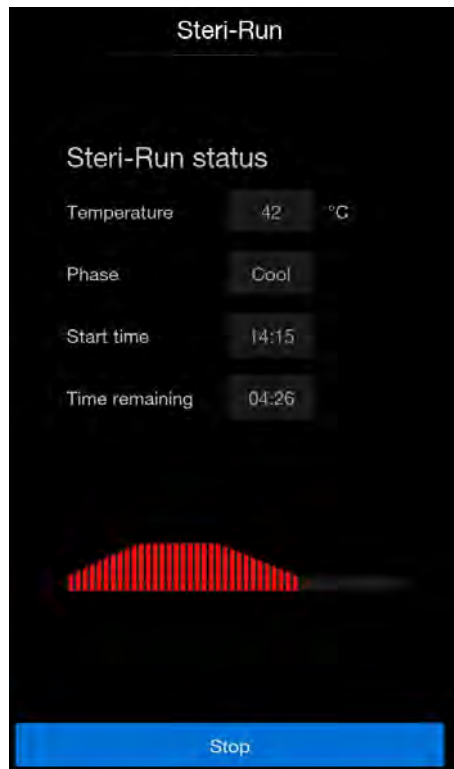 Steri-Run
Steri-Run status
Temperature 42 °C
Phase Cool
Start time 14:15
Time remaining 04:26
Stop